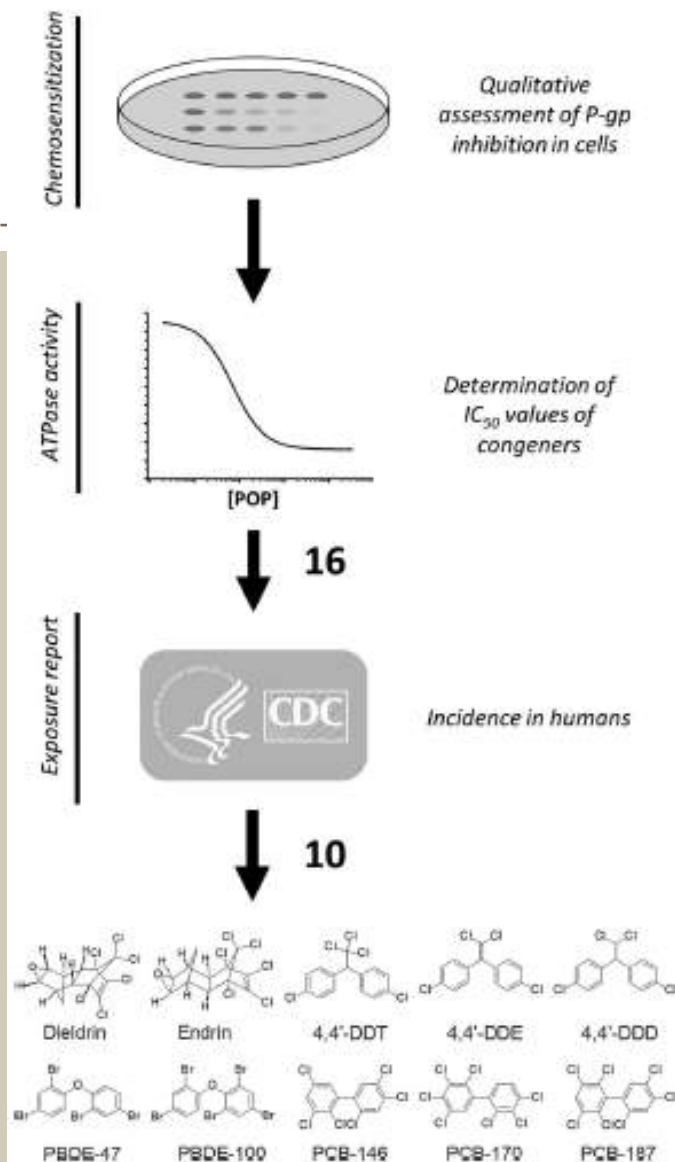 Chemosensitization
Qualitative
assessment of P-gp
inhibition in cells
ATPase activity
Determination of
IC50 values of
congeners
[POP]
16
Exposure report
CDC
Incidence in humans
10
Dieldrin
Endrin
4,4'-DDT
4,4'-DDE
4,4'-DDD
PBDE-47
PBDE-100
PCB-146
PCB-170
PCB-187